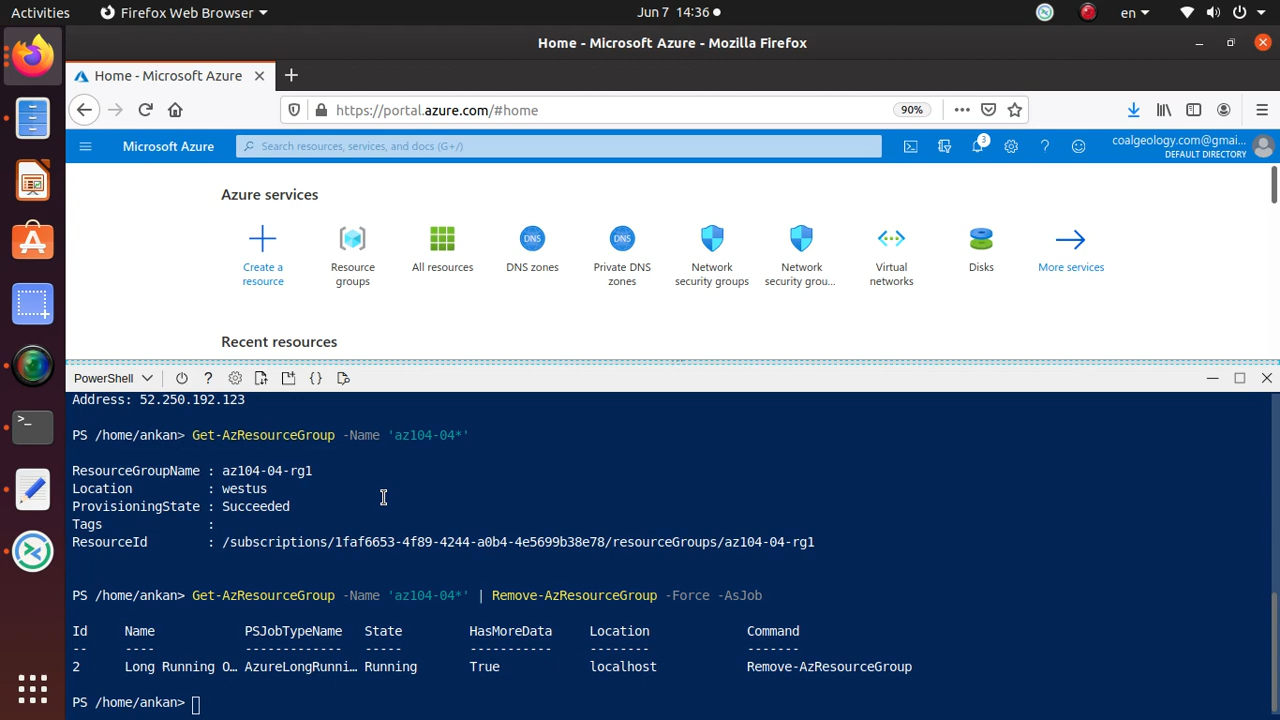 Activities
Firefox Web Browser
Jun 7 14:36
en
Home - Microsoft Azure - Mozilla Firefox
Home - Microsoft Azure
https://portal.azure.com/#home
90%
Microsoft Azure
Search resources, services, and docs (G+/)
3
coalgeology.com@gmai...
DEFAULT DIRECTORY
Azure services
Create a
resource
Resource
groups
All resources
DNS
DNS zones
DNS
Private DNS
zones
Network
security groups
Network
security grou...
Virtual
networks
Disks
More services
Recent resources
PowerShell
Address: 52.250.192.123
PS /home/ankan> Get-AzResourceGroup -Name 'az104-04*'
ResourceGroupName : az104-04-rg1
Location : westus
ProvisioningState : Succeeded
Tags :
ResourceId : /subscriptions/1faf6653-4f89-4244-a0b4-4e5699b38e78/resourceGroups/az104-04-rg1
PS /home/ankan> Get-AzResourceGroup -Name 'az104-04*' | Remove-AzResourceGroup -Force -AsJob
Id Name PSJobTypeName State HasMoreData Location Command
-- ---- ------------- ----- ----------- -------- -------
2 Long Running O… AzureLongRunni… Running True localhost Remove-AzResourceGroup
PS /home/ankan>